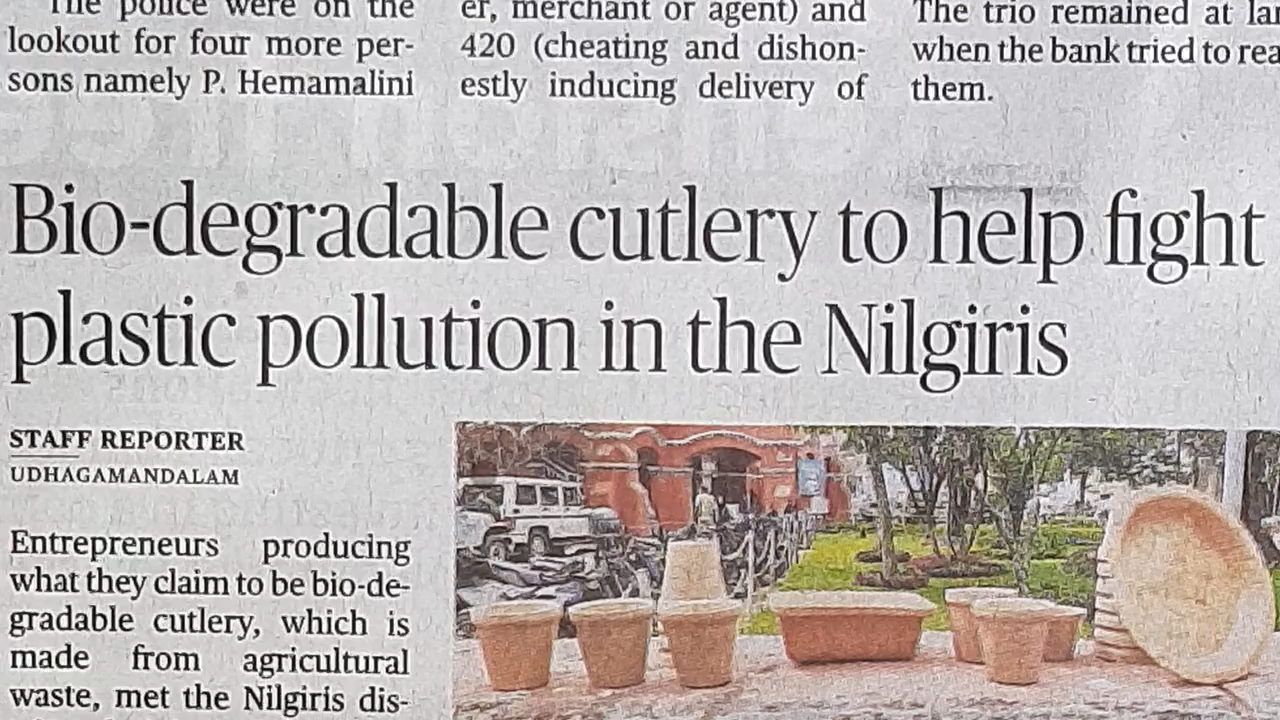 The police were on the
lookout for four more per-
sons namely P. Hemamalini
er, merchant or agent) and
420 (cheating and dishon-
estly inducing delivery of
The trio remained at
when the bank tried to
them.
Bio-degradable cutlery to help fight
plastic pollution in the Nilgiris
STAFF REPORTER
UDHAGAMANDALAM
Entrepreneurs producing
what they claim to be bio-de-
gradable cutlery, which is
made from agricultural
waste, met the Nilgiris dis-